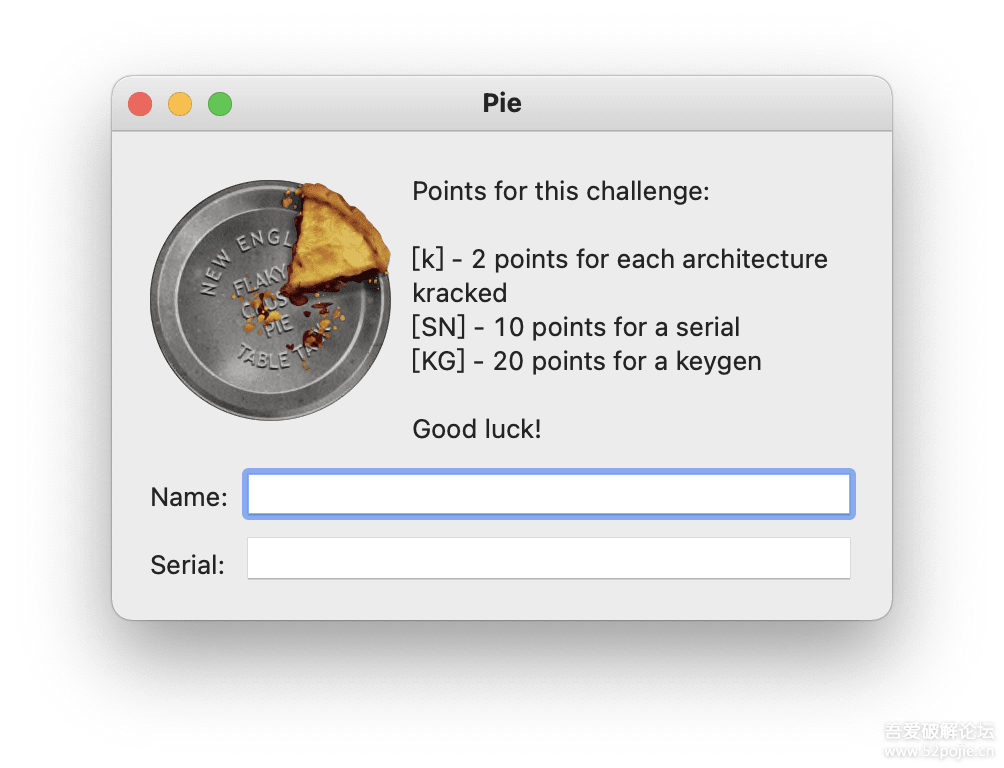 Pie
Points for this challenge:
[k] - 2 points for each architecture
kracked
[SN] - 10 points for a serial
[KG] - 20 points for a keygen
Good luck!
NEW ENGL
FLAKY
PIE
TABLE TA
Name:
Serial:
吾爱破解论坛
www.52pojie.cn